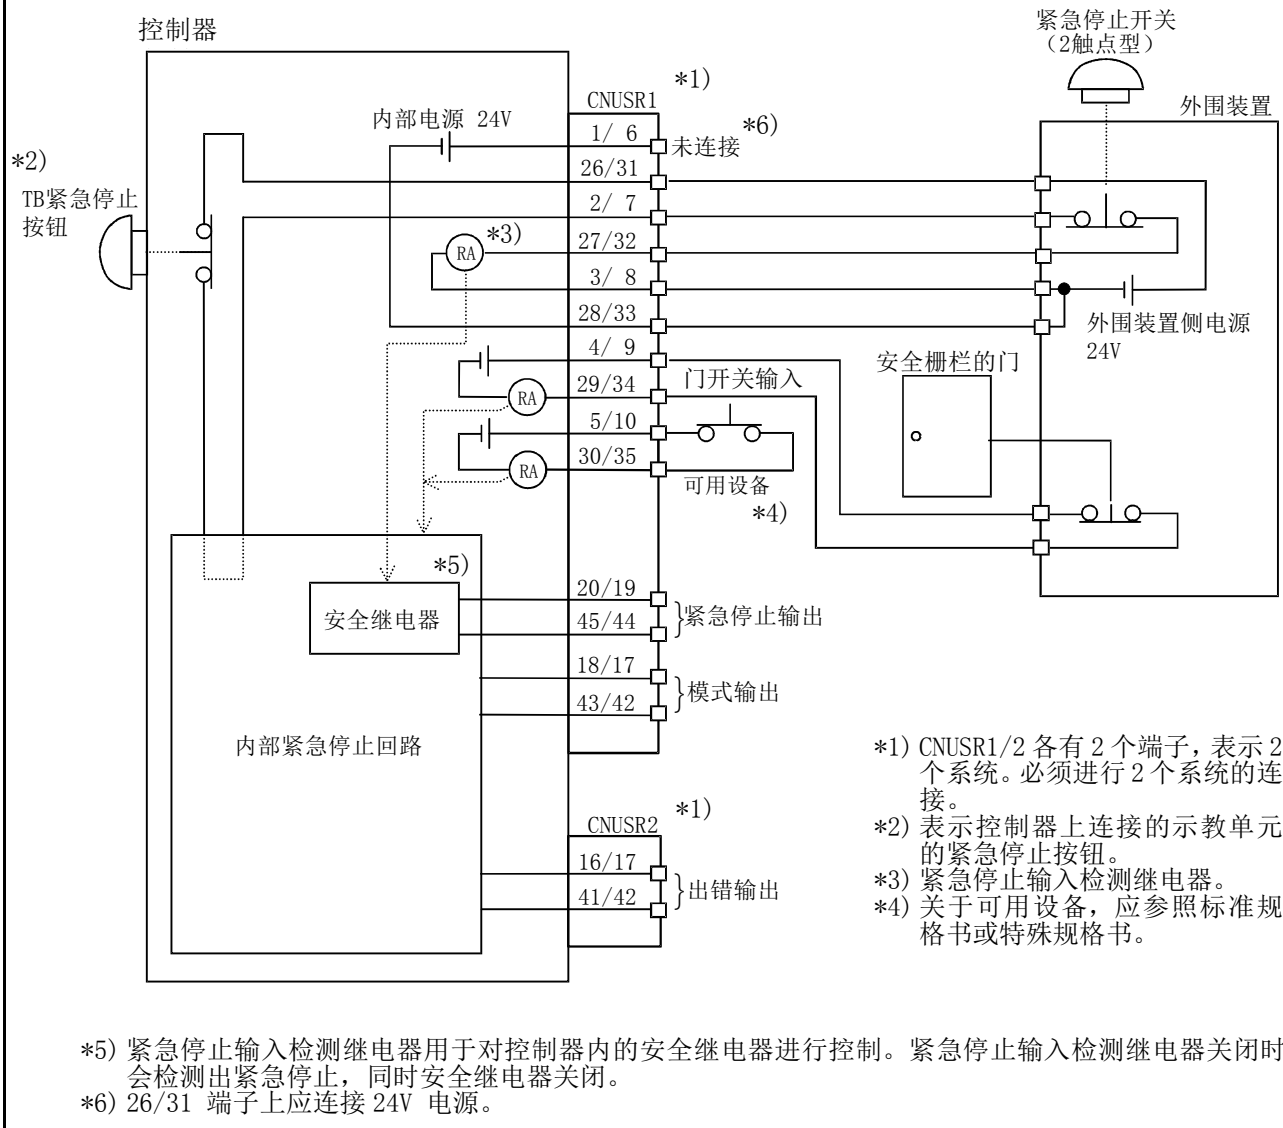 控制器
紧急停止开关
（2触点型）
外围装置
*1)
CNUSR1
内部电源 24V
1/ 6
*6)
未连接
26/31
*2)
TB紧急停止
按钮
2/ 7
*3)
RA
27/32
3/ 8
28/33
外围装置侧电源
24V
4/ 9
安全栅栏的门
29/34
门开关输入
RA
5/10
30/35
RA
可用设备
*4)
*5)
安全继电器
20/19
45/44
紧急停止输出
18/17
43/42
模式输出
内部紧急停止回路
*1)
CNUSR2
16/17
41/42
出错输出
*1) CNUSR1/2 各有 2 个端子，表示 2
个系统。必须进行 2 个系统的连
接。
*2) 表示控制器上连接的示教单元
的紧急停止按钮。
*3) 紧急停止输入检测继电器。
*4) 关于可用设备，应参照标准规
格书或特殊规格书。
*5) 紧急停止输入检测继电器用于对控制器内的安全继电器进行控制。紧急停止输入检测继电器关闭时
会检测出紧急停止，同时安全继电器关闭。
*6) 26/31 端子上应连接 24V 电源。